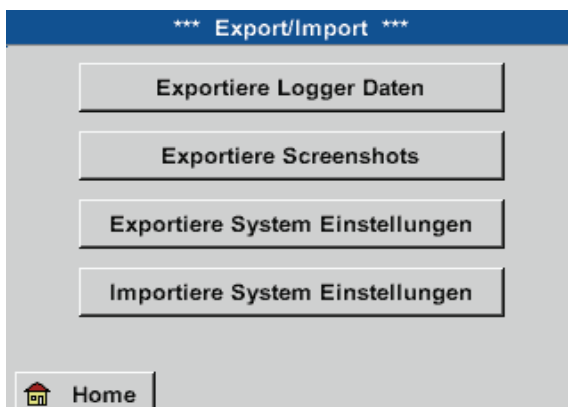 *** Export/Import ***
Exportiere Logger Daten
Exportiere Screenshots
Exportiere System Einstellungen
Importiere System Einstellungen
Home